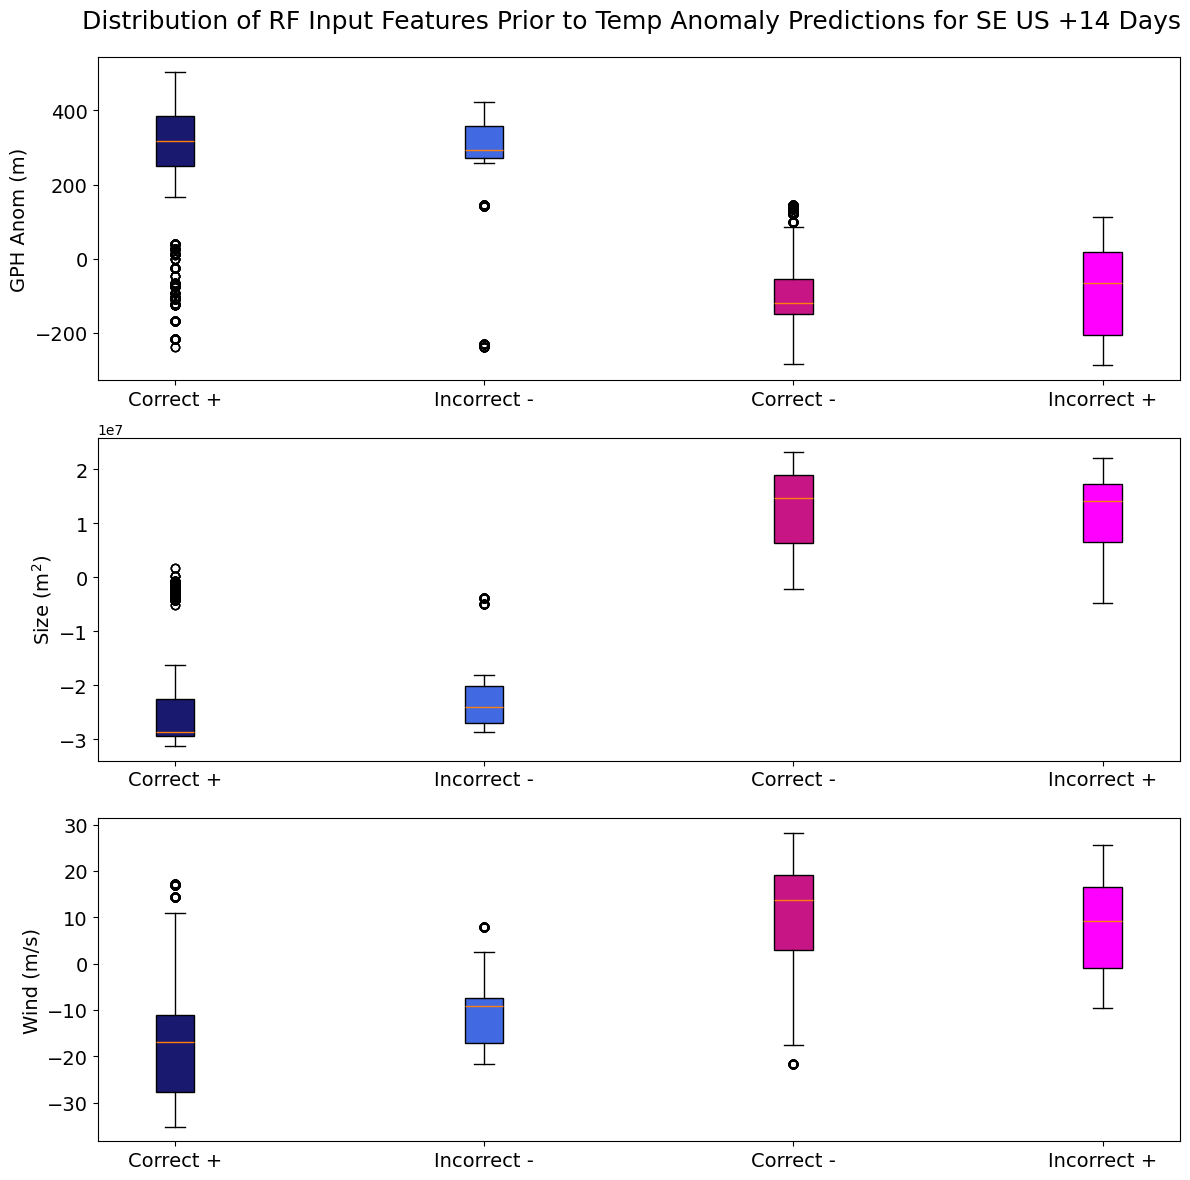 Distribution of RF Input Features Prior to Temp Anomaly Predictions for SE US +14 Days
GPH Anom (m)
400
200
0
−200
Correct +
Incorrect -
Correct -
Incorrect +
1e7
Size (m²)
2
1
0
−1
−2
−3
Correct +
Incorrect -
Correct -
Incorrect +
Wind (m/s)
30
20
10
0
−10
−20
−30
Correct +
Incorrect -
Correct -
Incorrect +